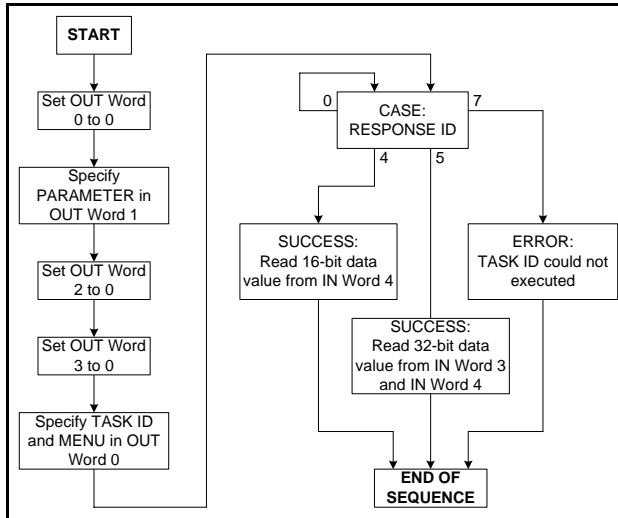 START
Set OUT Word
0 to 0
Specify
PARAMETER in
OUT Word 1
Set OUT Word
2 to 0
Set OUT Word
3 to 0
Specify TASK ID
and MENU in OUT
Word 0
CASE:
RESPONSE ID
0
7
4
5
SUCCESS:
Read 16-bit data
value from IN Word 4
SUCCESS:
Read 32-bit data
value from IN Word 3
and IN Word 4
ERROR:
TASK ID could not
executed
END OF
SEQUENCE